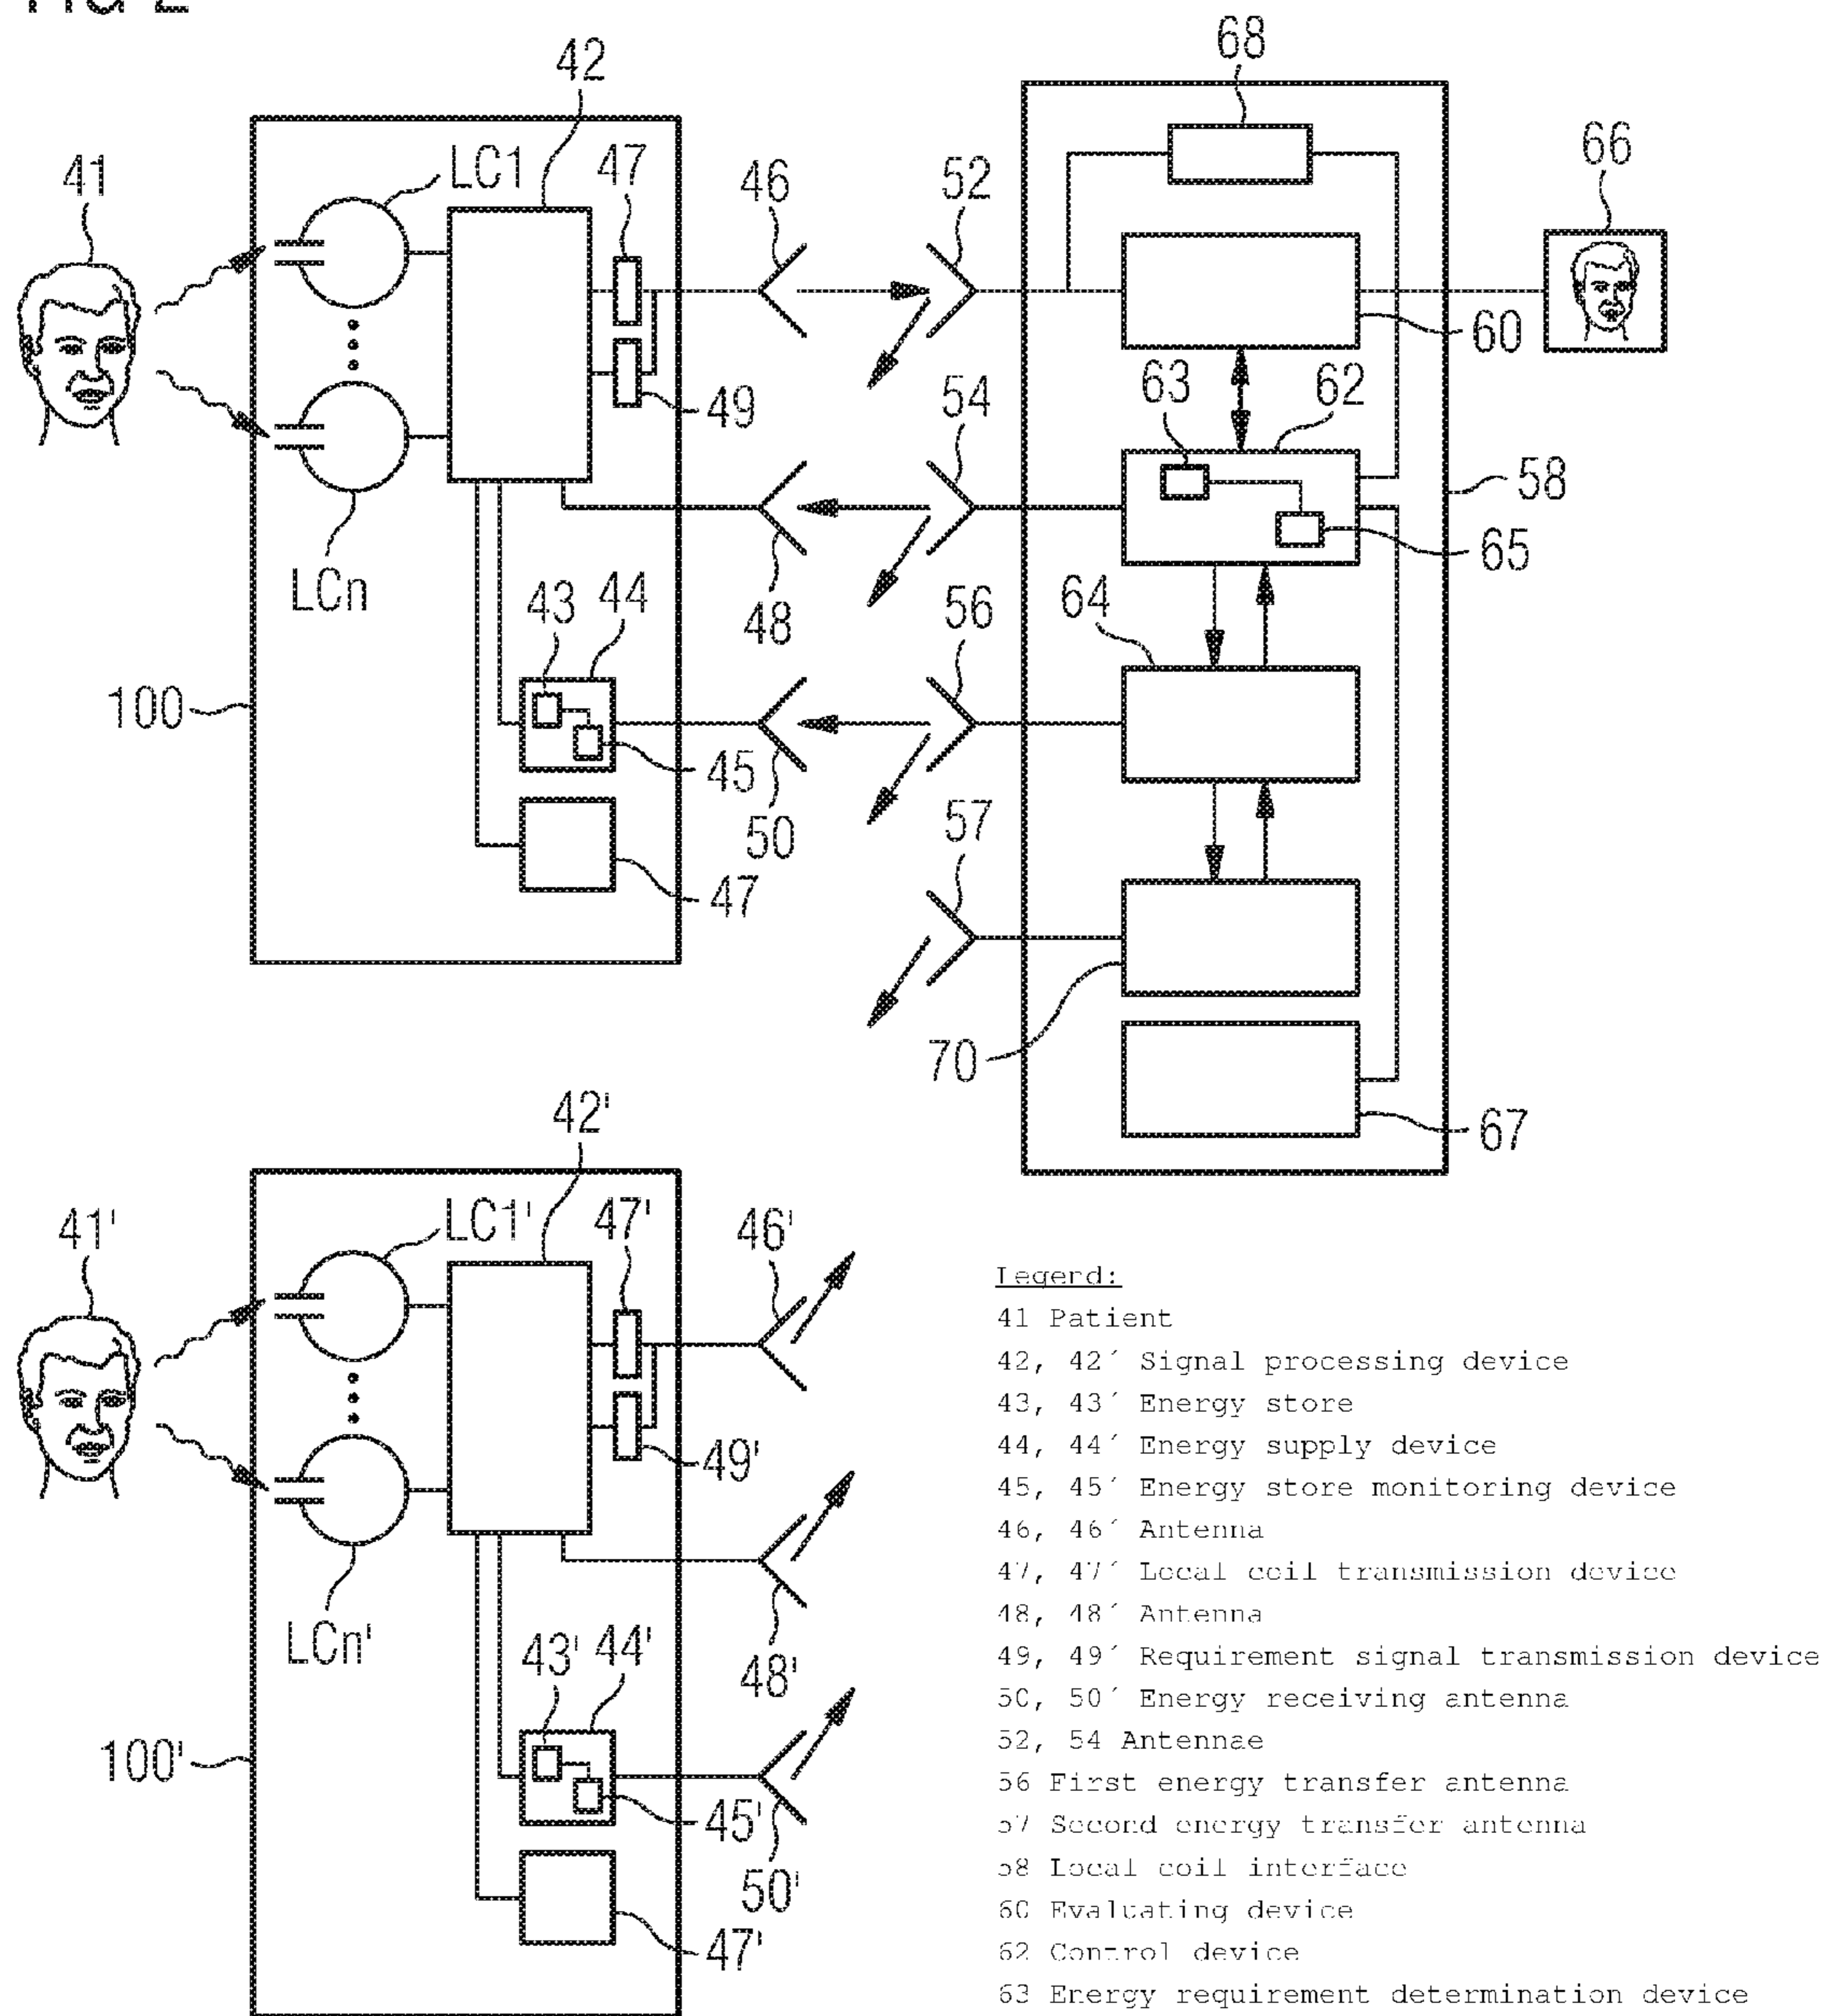 FIG 2
68
42
66
41
LC1
47
46
52
60
63
62
49
54
58
65
LCn
43
44
48
56
64
100
45
50
57
47
70
67
42'
41'
LC1'
47'
46'
49'
LCn'
43'
44'
48'
100'
45'
50'
47'
Legend:
41 Patient
42, 42´ Signal processing device
43, 43´ Energy store
44, 44´ Energy supply device
45, 45´ Energy store monitoring device
46, 46´ Antenna
47, 47´ Local coil transmission device
48, 48´ Antenna
49, 49´ Requirement signal transmission device
50, 50´ Energy receiving antenna
52, 54 Antennae
56 First energy transfer antenna
57 Second energy transfer antenna
58 Local coil interface
60 Evaluating device
62 Control device
63 Energy requirement determination device